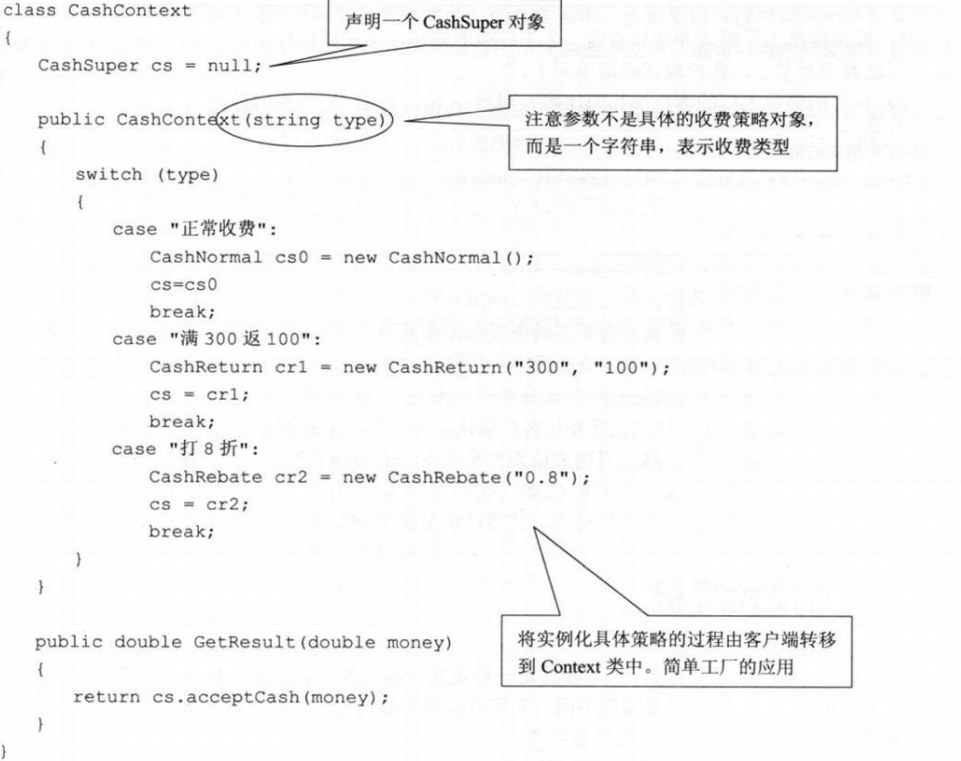 class CashContext
声明一个 CashSuper 对象
{
CashSuper cs = null;
public CashContext(string type)
注意参数不是具体的收费策略对象，
而是一个字符串，表示收费类型
{
switch (type)
{
case "正常收费":
CashNormal cs0 = new CashNormal();
cs=cs0
break;
case "满 300 返 100":
CashReturn cr1 = new CashReturn("300", "100");
cs = cr1;
break;
case "打 8 折":
CashRebate cr2 = new CashRebate("0.8");
cs = cr2;
break;
}
}
将实例化具体策略的过程由客户端转移
到 Context 类中。简单工厂的应用
public double GetResult(double money)
{
return cs.acceptCash(money);
}
}